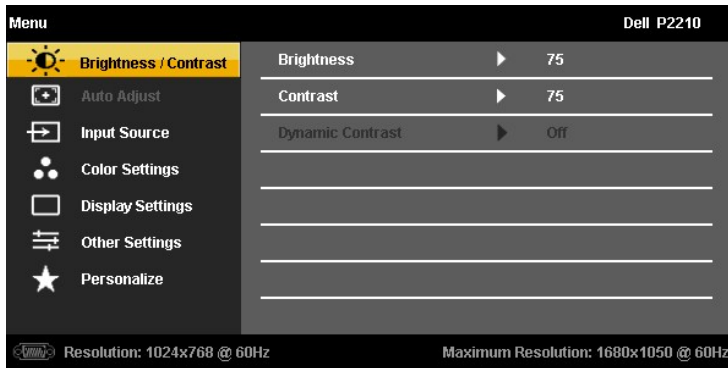 Menu Dell P2210
Brightness / Contrast Brightness 75
Auto Adjust Contrast 75
Input Source Dynamic Contrast Off
Color Settings
Display Settings
Other Settings
Personalize
Resolution: 1024x768 @ 60Hz Maximum Resolution: 1680x1050 @ 60Hz